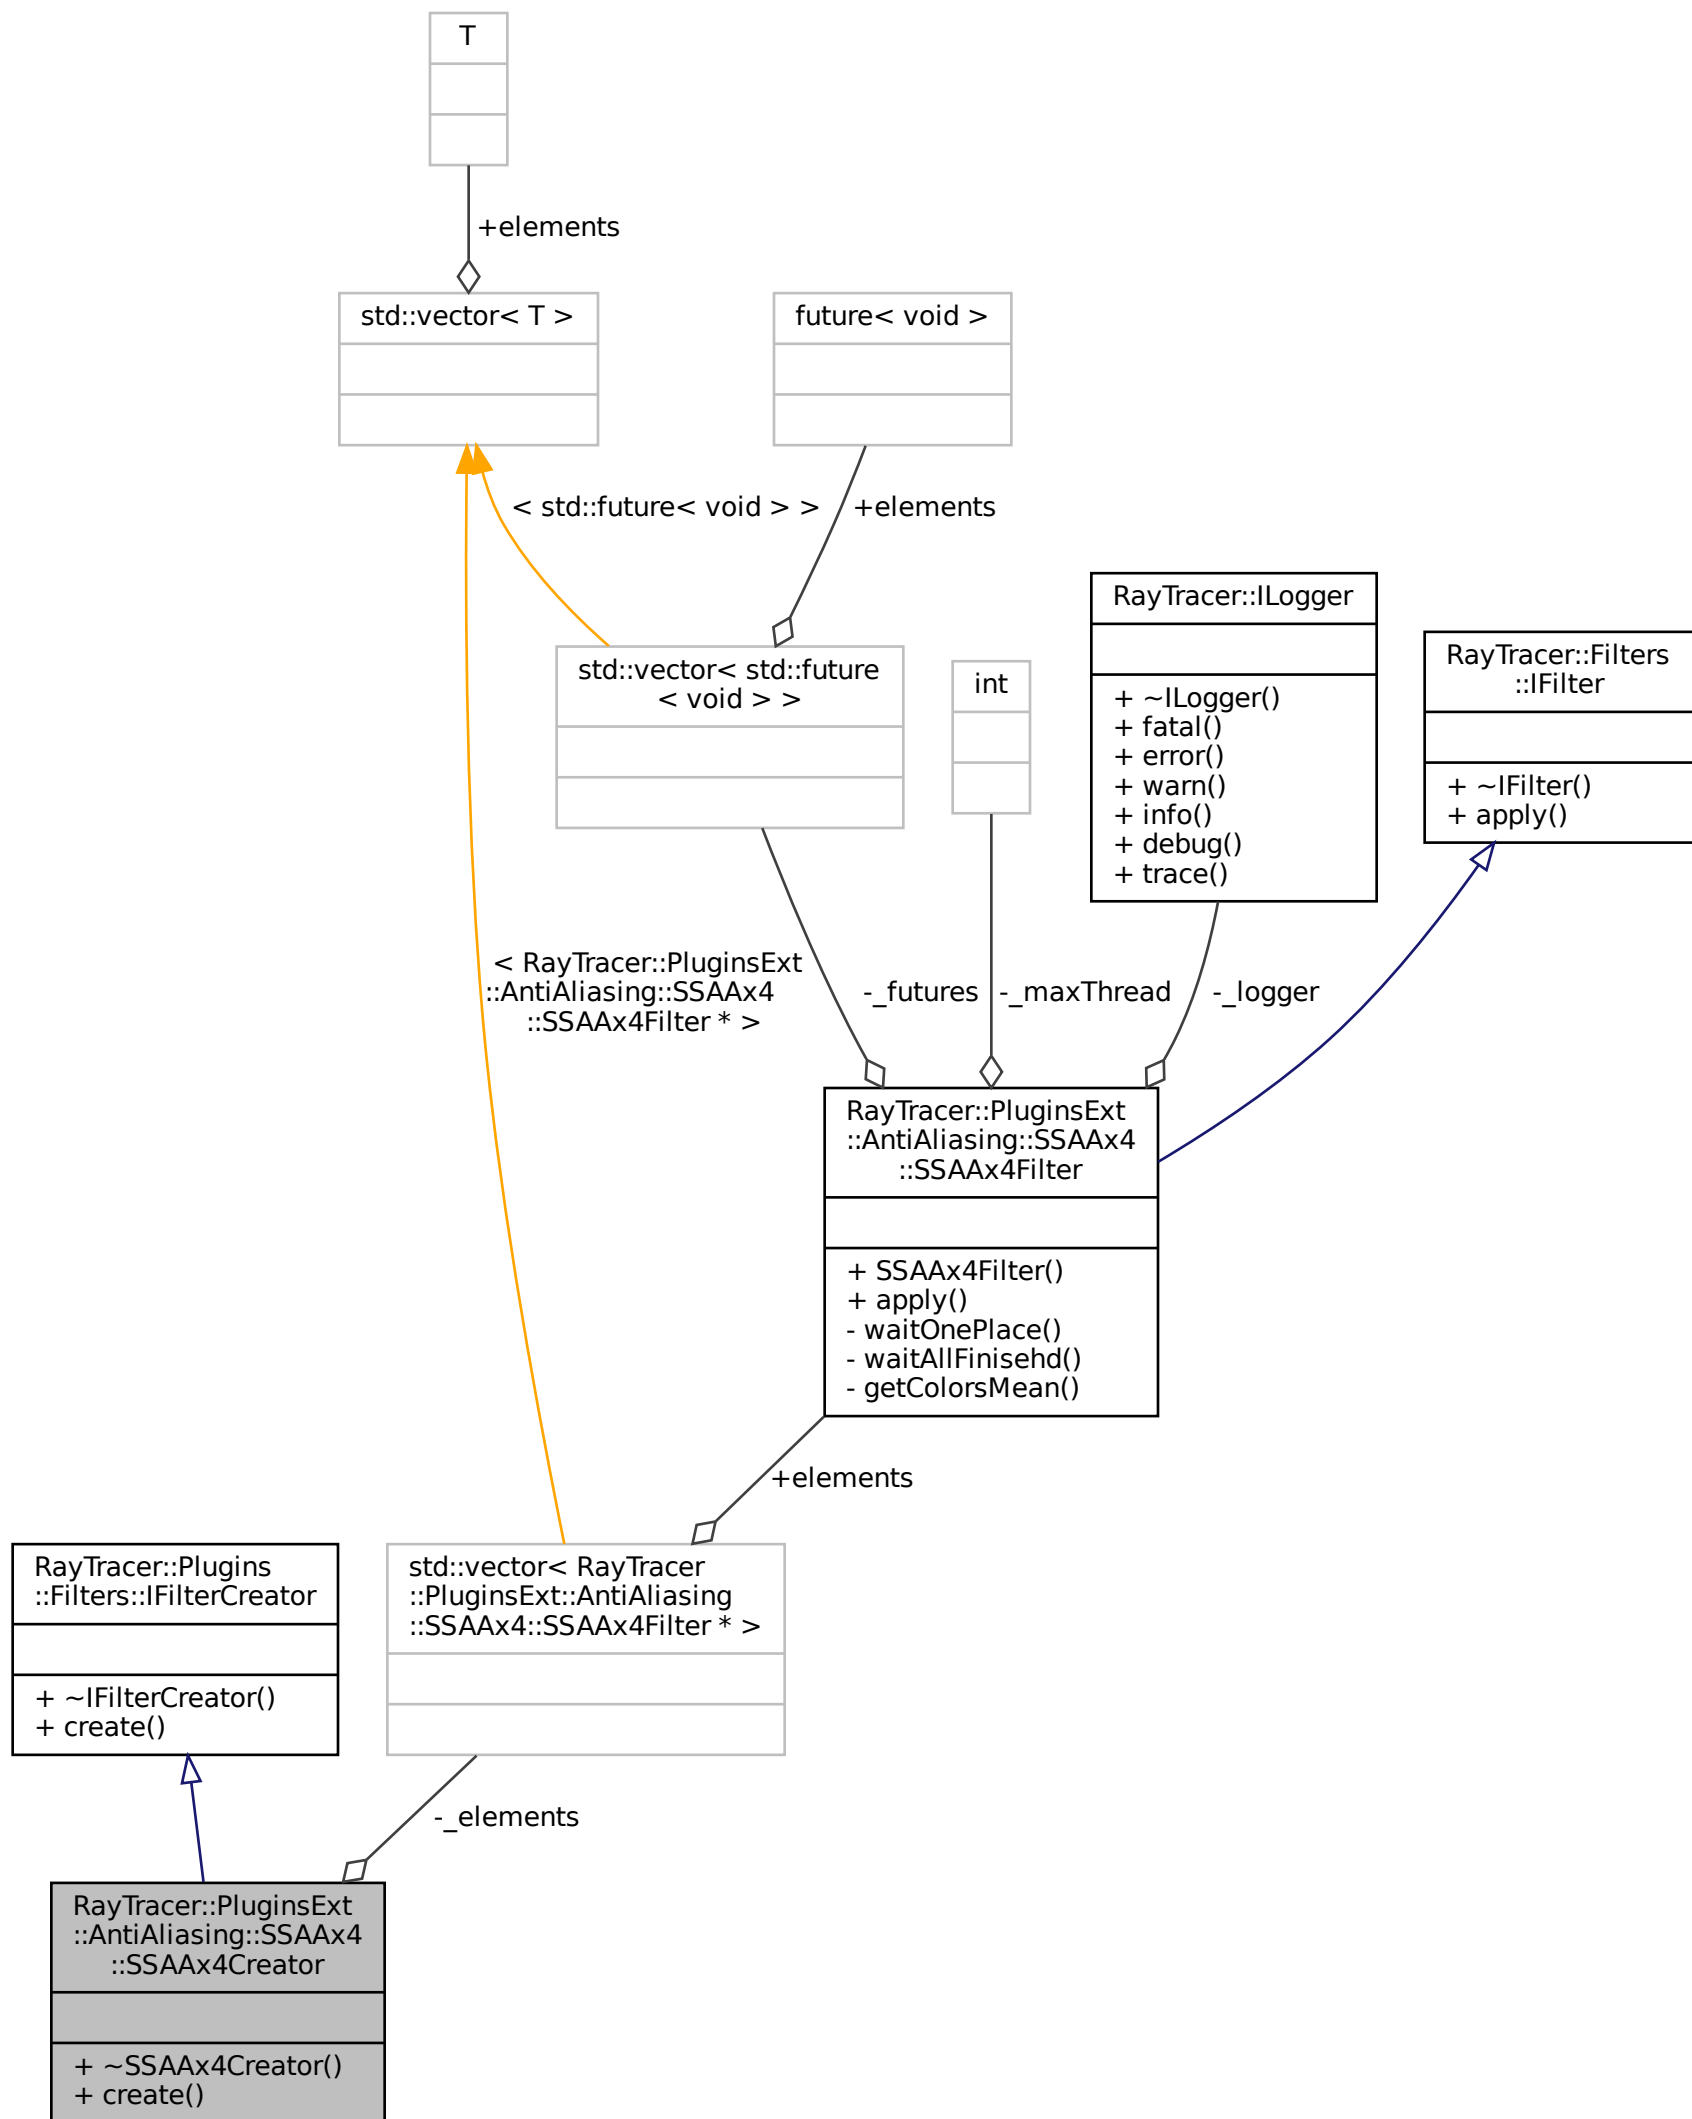 T
+elements
std::vector< T >
future< void >
< std::future< void > >
+elements
std::vector< std::future
< void > >
int
RayTracer::ILogger
+ ~ILogger()
+ fatal()
+ error()
+ warn()
+ info()
+ debug()
+ trace()
RayTracer::Filters
::IFilter
+ ~IFilter()
+ apply()
< RayTracer::PluginsExt
::AntiAliasing::SSAAx4
::SSAAx4Filter * >
-_futures
-_maxThread
-_logger
RayTracer::PluginsExt
::AntiAliasing::SSAAx4
::SSAAx4Filter
+ SSAAx4Filter()
+ apply()
- waitOnePlace()
- waitAllFinisehd()
- getColorsMean()
+elements
RayTracer::Plugins
::Filters::IFilterCreator
+ ~IFilterCreator()
+ create()
std::vector< RayTracer
::PluginsExt::AntiAliasing
::SSAAx4::SSAAx4Filter * >
-_elements
RayTracer::PluginsExt
::AntiAliasing::SSAAx4
::SSAAx4Creator
+ ~SSAAx4Creator()
+ create()